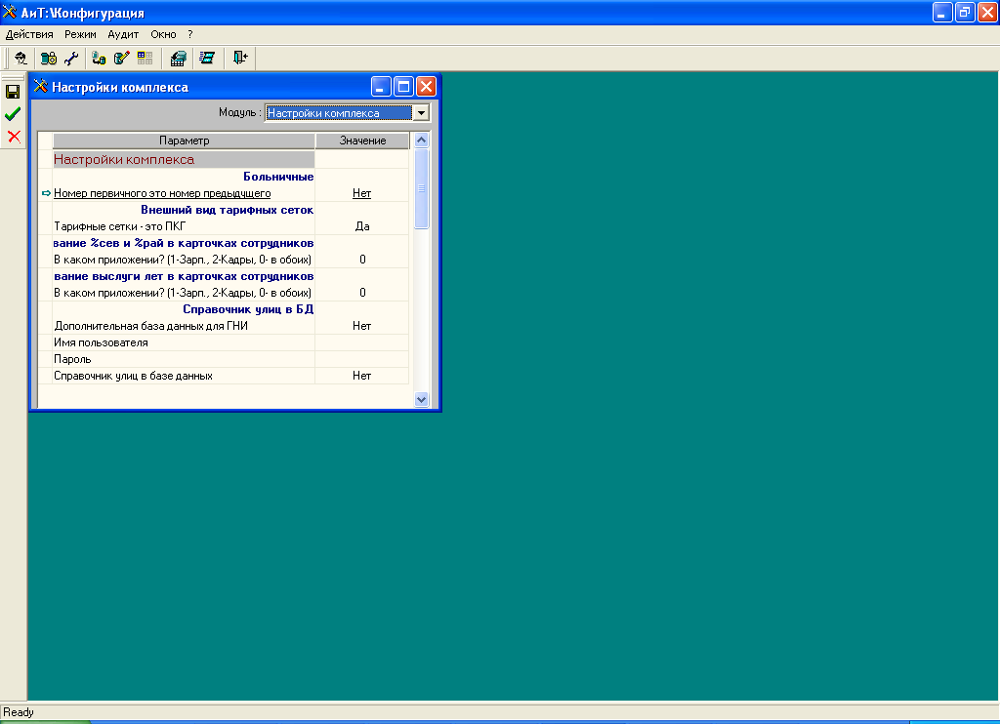 АиТ:\Конфигурация
Действия Режим Аудит Окно ?
Настройки комплекса
Модуль : Настройки комплекса
Параметр Значение
Настройки комплекса
Больничные
Номер первичного это номер предыдущего Нет
Внешний вид тарифных сеток
Тарифные сетки - это ПКГ Да
вание %сев и %рай в карточках сотрудников
В каком приложении? (1-Зарп., 2-Кадры, 0- в обоих) 0
вание выслуги лет в карточках сотрудников
В каком приложении? (1-Зарп., 2-Кадры, 0- в обоих) 0
Справочник улиц в БД
Дополнительная база данных для ГНИ Нет
Имя пользователя
Пароль
Справочник улиц в базе данных Нет
Ready